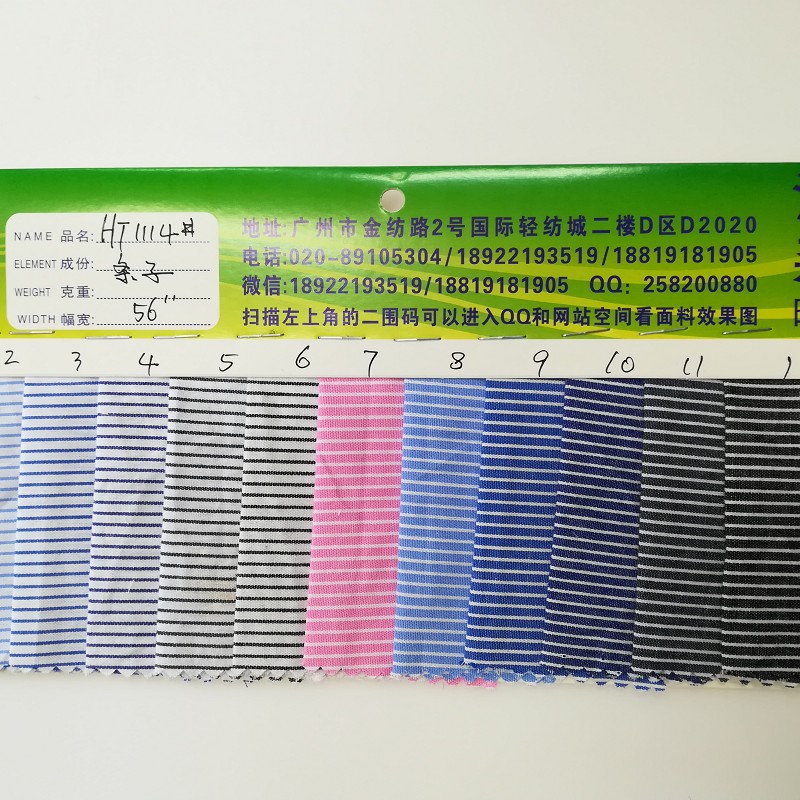 NAME 品名: HT1114#
ELEMENT 成份:
WEIGHT 克重:
WIDTH 幅宽: 56"
地址:广州市金纺路2号国际轻纺城二楼D区D2020
电话:020-89105304/18922193519/18819181905
微信:18922193519/18819181905 QQ: 258200880
扫描左上角的二围码可以进入QQ和网站空间看面料效果图
2 3 4 5 6 7 8 9 10 11 1